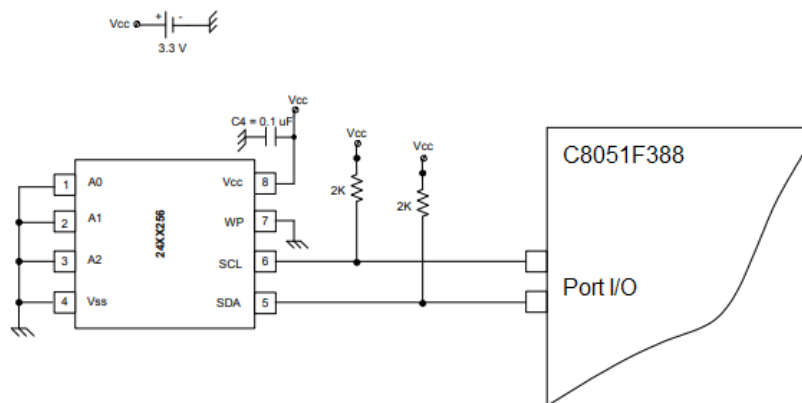 Vcc
+
-
3.3 V
Vcc
C4 = 0.1 uF
Vcc
Vcc
C8051F388
1
A0
Vcc
8
2K
2K
2
A1
WP
7
24XX256
3
A2
SCL
6
4
Vss
SDA
5
Port I/O